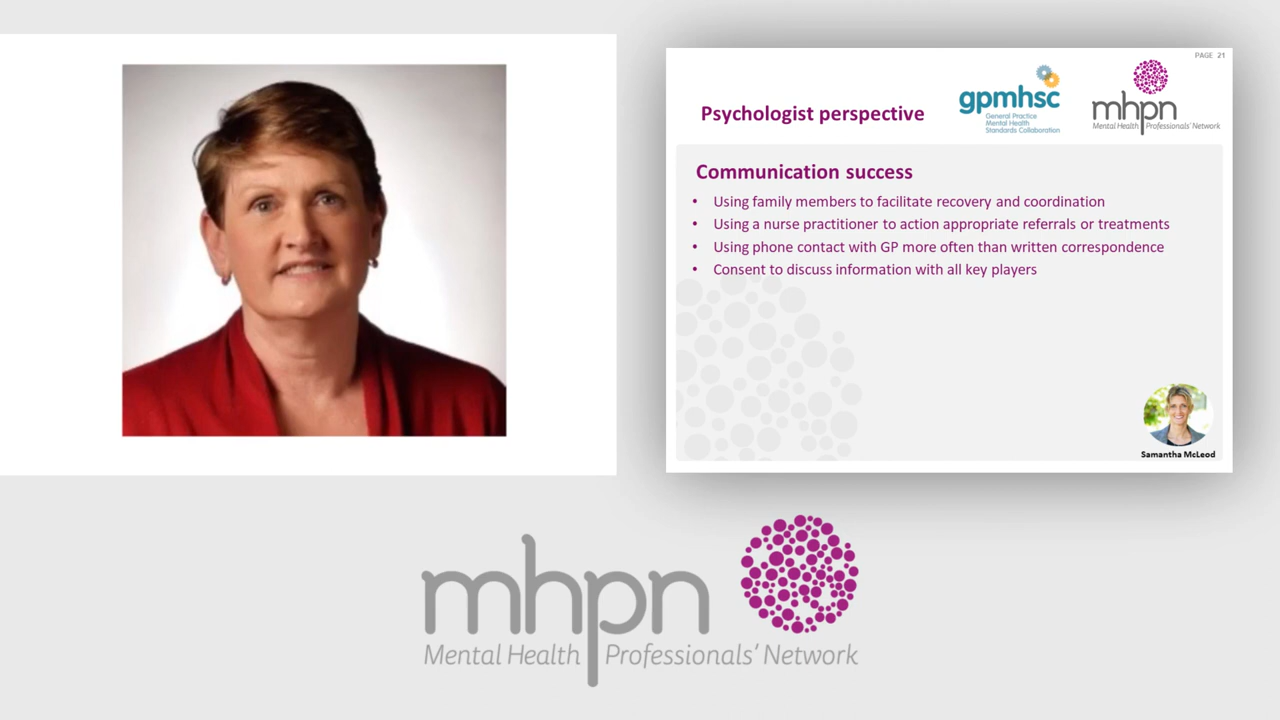 PAGE 21
Psychologist perspective
gpmhsc
General Practice
Mental Health
Standards Collaboration
mhpn
Mental Health Professionals' Network
Communication success
• Using family members to facilitate recovery and coordination
• Using a nurse practitioner to action appropriate referrals or treatments
• Using phone contact with GP more often than written correspondence
• Consent to discuss information with all key players
Samantha McLeod
mhpn
Mental Health Professionals' Network